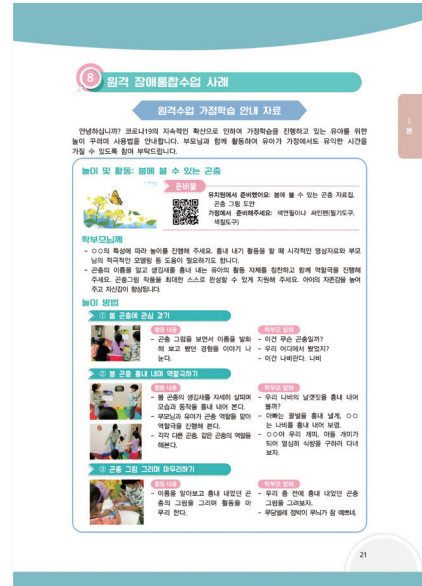 8 원격 장애통합수업 사례
원격수업 가정학습 안내 자료
안녕하십니까? 코로나19의 지속적인 확산으로 인하여 가정학습을 진행하고 있는 유아를 위한
놀이 꾸러미 사용법을 안내합니다. 부모님과 함께 활동하여 유아가 가정에서도 유익한 시간을
가질 수 있도록 참여 부탁드립니다.
Ⅰ
봄
놀이 및 활동: 봄에 볼 수 있는 곤충
준비물
유치원에서 준비했어요: 봄에 볼 수 있는 곤충 자료집,
곤충 그림 도안
가정에서 준비해주세요: 색연필이나 싸인펜(필기도구,
색칠도구)
학부모님께
- ○○의 특성에 따라 놀이를 진행해 주세요. 흉내 내기 활동을 할 때 시각적인 영상자료와 부모
님의 적극적인 모델링 등 도움이 필요하기도 합니다.
- 곤충의 이름을 알고 생김새를 흉내 내는 유아의 활동 자체를 칭찬하고 함께 역할극을 진행해
주세요. 곤충그림 작품을 최대한 스스로 완성할 수 있게 지원해 주세요. 아이의 자존감을 높여
주고 자신감이 향상됩니다.
놀이 방법
① 봄 곤충에 관심 갖기
활동 내용
- 곤충 그림을 보면서 이름을 발화
해 보고 봤던 경험을 이야기 나
눈다.
학부모 발화
- 이건 무슨 곤충일까?
- 우리 어디에서 봤었지?
- 이건 나비란다. 나비
② 봄 곤충 흉내 내며 역할극하기
활동 내용
- 봄 곤충의 생김새를 자세히 살피며
모습과 동작을 흉내 내어 본다.
- 부모님과 유아가 곤충 역할을 맡아
역할극을 진행해 본다.
- 각각 다른 곤충, 같은 곤충의 역할을
해본다.
학부모 발화
- 우리 나비의 날갯짓을 흉내 내어
볼까?
- 아빠는 꿀벌을 흉내 낼게, ○○
는 나비를 흉내 내어 보렴.
- ○○야 우리 개미, 아들 개미가
되어 열심히 식량을 구하러 다녀
보자.
③ 곤충 그림 그리며 마무리하기
활동 내용
- 이름을 알아보고 흉내 내었던 곤
충의 그림을 그리며 활동을 마
무리 한다.
학부모 발화
- 우리 좀 전에 흉내 내었던 곤충
그림을 그려보자.
- 무당벌레 점박이 무늬가 참 예쁘네.
21